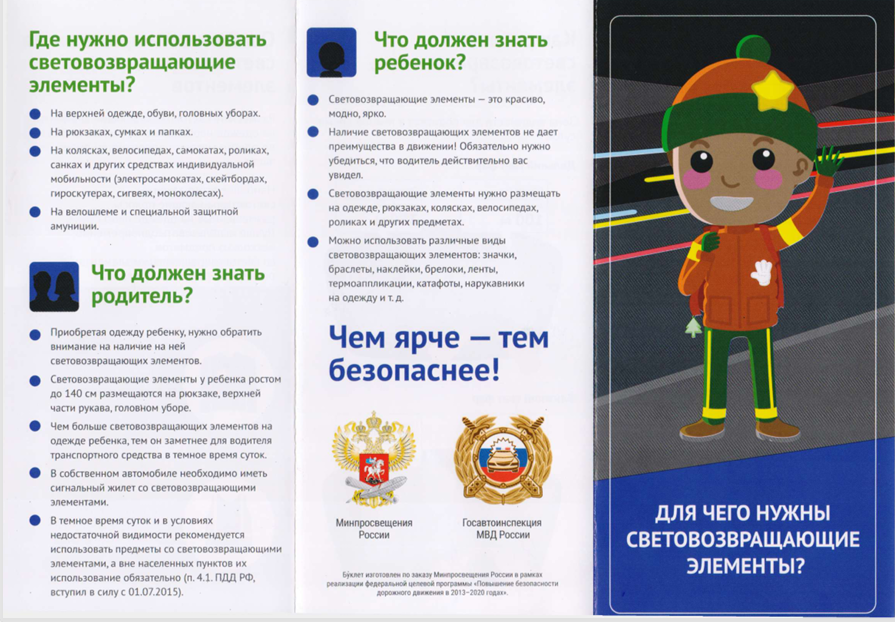 Где нужно использовать
световозвращающие
элементы?
На верхней одежде, обуви, головных уборах.
На рюкзаках, сумках и папках.
На колясках, велосипедах, самокатах, роликах,
санках и других средствах индивидуальной
мобильности (электросамокатах, скейтбордах,
гироскутерах, сигвеях, моноколесах).
На велошлеме и специальной защитной
амуниции.
Что должен знать
родитель?
Приобретая одежду ребенку, нужно обратить
внимание на наличие на ней
световозвращающих элементов.
Световозвращающие элементы у ребенка ростом
до 140 см размещаются на рюкзаке, верхней
части рукава, головном уборе.
Чем больше световозвращающих элементов на
одежде ребенка, тем он заметнее для водителя
транспортного средства в темное время суток.
В собственном автомобиле необходимо иметь
сигнальный жилет со световозвращающими
элементами.
В темное время суток и в условиях
недостаточной видимости рекомендуется
использовать предметы со световозвращающими
элементами, а вне населенных пунктов их
использование обязательно (п. 4.1. ПДД РФ,
вступил в силу с 01.07.2015).
Что должен знать
ребенок?
Световозвращающие элементы — это красиво,
модно, ярко.
Наличие световозвращающих элементов не дает
преимущества в движении! Обязательно нужно
убедиться, что водитель действительно вас
увидел.
Световозвращающие элементы нужно размещать
на одежде, рюкзаках, колясках, велосипедах,
роликах и других предметах.
Можно использовать различные виды
световозвращающих элементов: значки,
браслеты, наклейки, брелоки, ленты,
термоаппликации, катафоты, нарукавники
на одежду и т. д.
Чем ярче — тем
безопаснее!
Минпросвещения
России
Госавтоинспекция
МВД России
Буклет изготовлен по заказу Минпросвещения России в рамках
реализации федеральной целевой программы «Повышение безопасности
дорожного движения в 2013–2020 годах».
ДЛЯ ЧЕГО НУЖНЫ
СВЕТОВОЗВРАЩАЮЩИЕ
ЭЛЕМЕНТЫ?